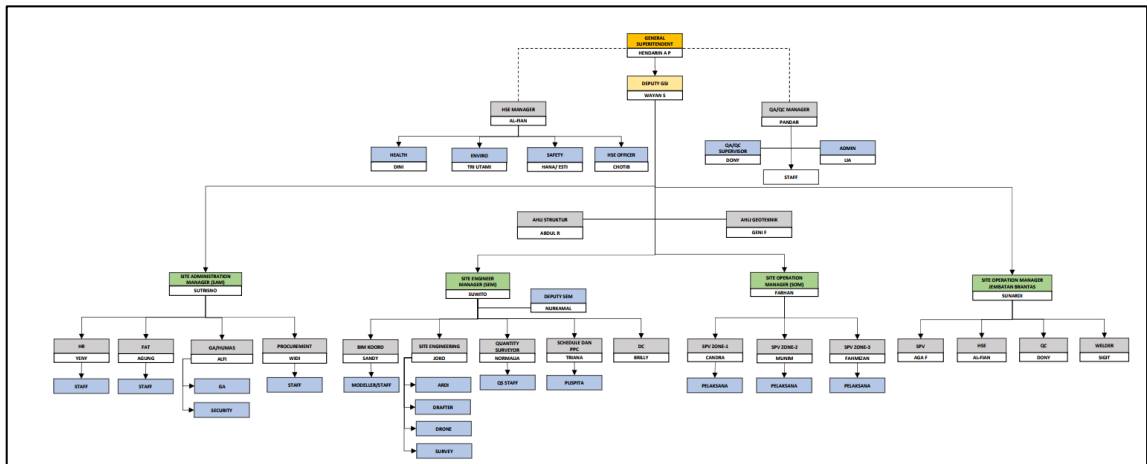 GENERAL
SUPERITENDENT
HENDARIN A P
DEPUTY GSI
WAYAN S
HSE MANAGER
AL-FIAN
QA/QC MANAGER
PANDAR
HEALTH
DINI
ENVIRO
TRI UTAMI
SAFETY
HANA/ ESTI
HSE OFFICER
CHOTIB
QA/QC
SUPERVISOR
DONY
ADMIN
LIA
STAFF
AHLI STRUKTUR
ABDUL R
AHLI GEOTEKNIK
GENI F
SITE ADMINISTRATION
MANAGER (SAM)
SUTRISNO
SITE ENGINEER
MANAGER (SEM)
SUWITO
DEPUTY SEM
NURKAMAL
SITE OPERATION
MANAGER (SOM)
FARHAN
SITE OPERATION MANAGER
JEMBATAN BRANTAS
SUNARDI
HR
YENY
STAFF
FAT
AGUNG
STAFF
GA/HUMAS
ALFI
GA
SECURITY
PROCUREMENT
WIDI
STAFF
BIM KOORD
SANDY
MODELLER/STAFF
SITE ENGINEERING
JOKO
ARDI
DRAFTER
DRONE
SURVEY
QUANTITY
SURVEYOR
NORMALIA
QS STAFF
SCHEDULE DAN
PPC
TRIANA
PUSPITA
DC
BRILLY
SPV ZONE-1
CANDRA
PELAKSANA
SPV ZONE-2
MUNIM
PELAKSANA
SPV ZONE-3
FAHMIZAN
PELAKSANA
SPV
AGA F
HSE
AL-FIAN
QC
DONY
WELDER
SIGIT